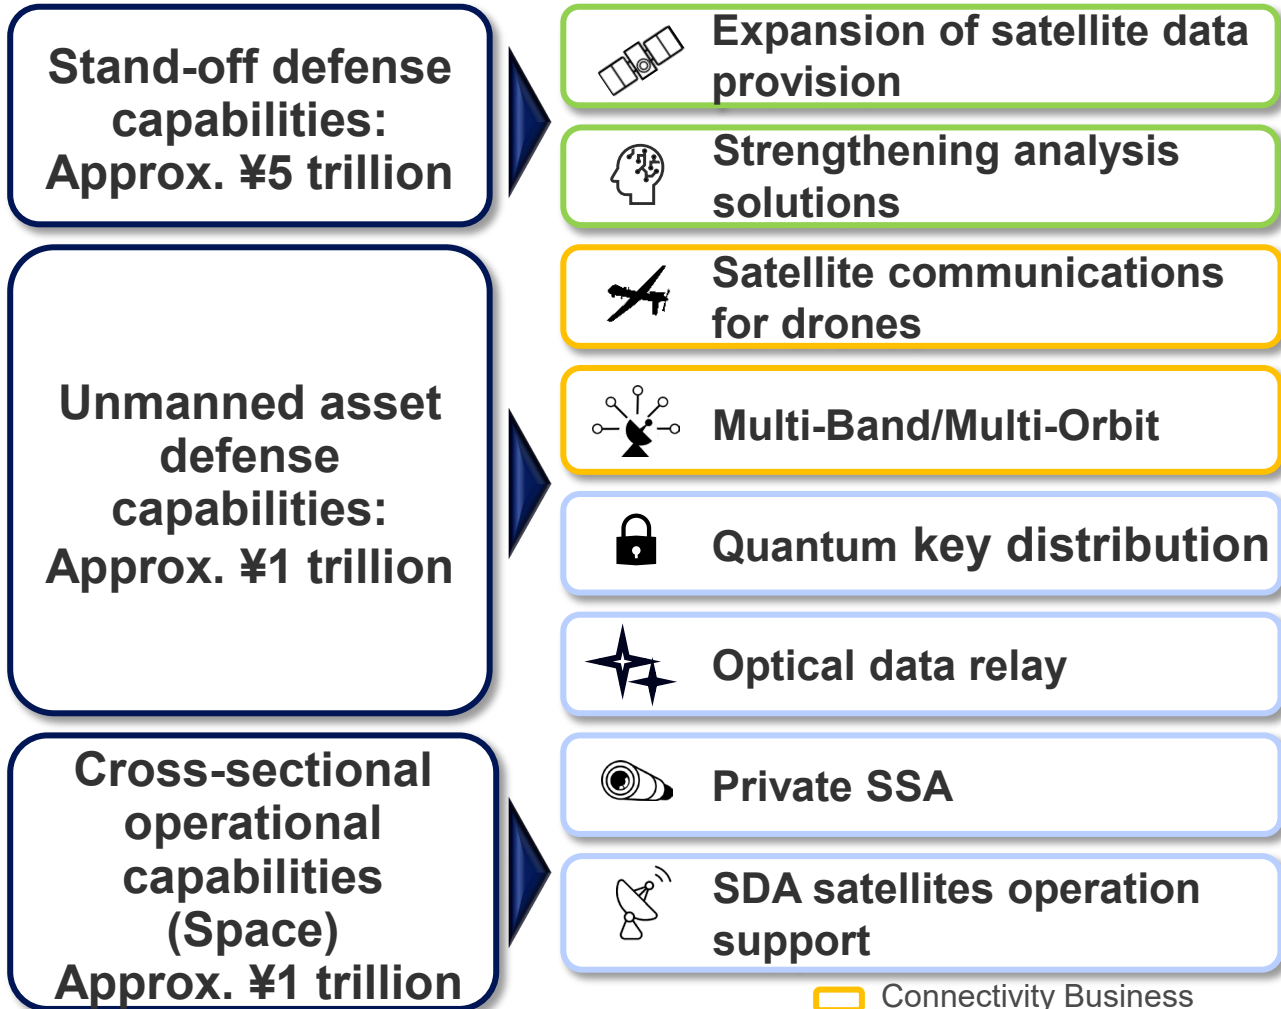 Stand-off defense
capabilities:
Approx. ¥5 trillion
Expansion of satellite data
provision
Strengthening analysis
solutions
Unmanned asset
defense
capabilities:
Approx. ¥1 trillion
Satellite communications
for drones
Multi-Band/Multi-Orbit
Quantum key distribution
Optical data relay
Cross-sectional
operational
capabilities
(Space)
Approx. ¥1 trillion
Private SSA
SDA satellites operation
support
Connectivity Business